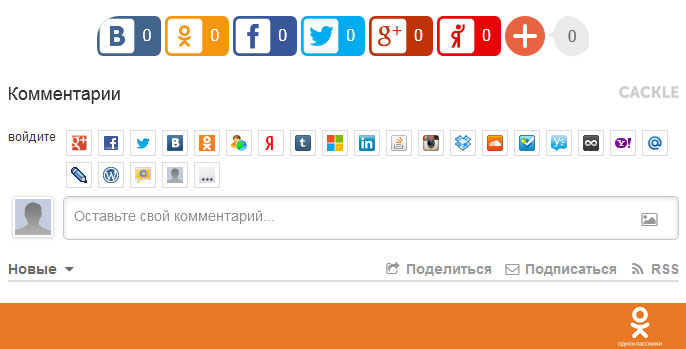 B 0 0 f 0 0 g+ 0 0 + 0
Комментарии
CACKLE
войдите
Оставьте свой комментарий...
Новые
Поделиться
Подписаться
RSS
одноклассники